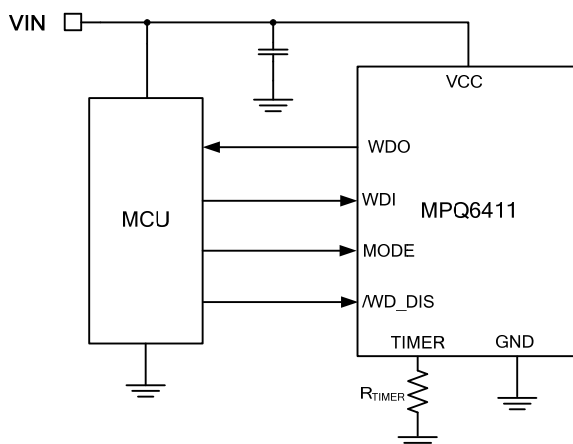 VIN
VCC
WDO
WDI
MCU
MPQ6411
MODE
/WD_DIS
TIMER
GND
RTIMER